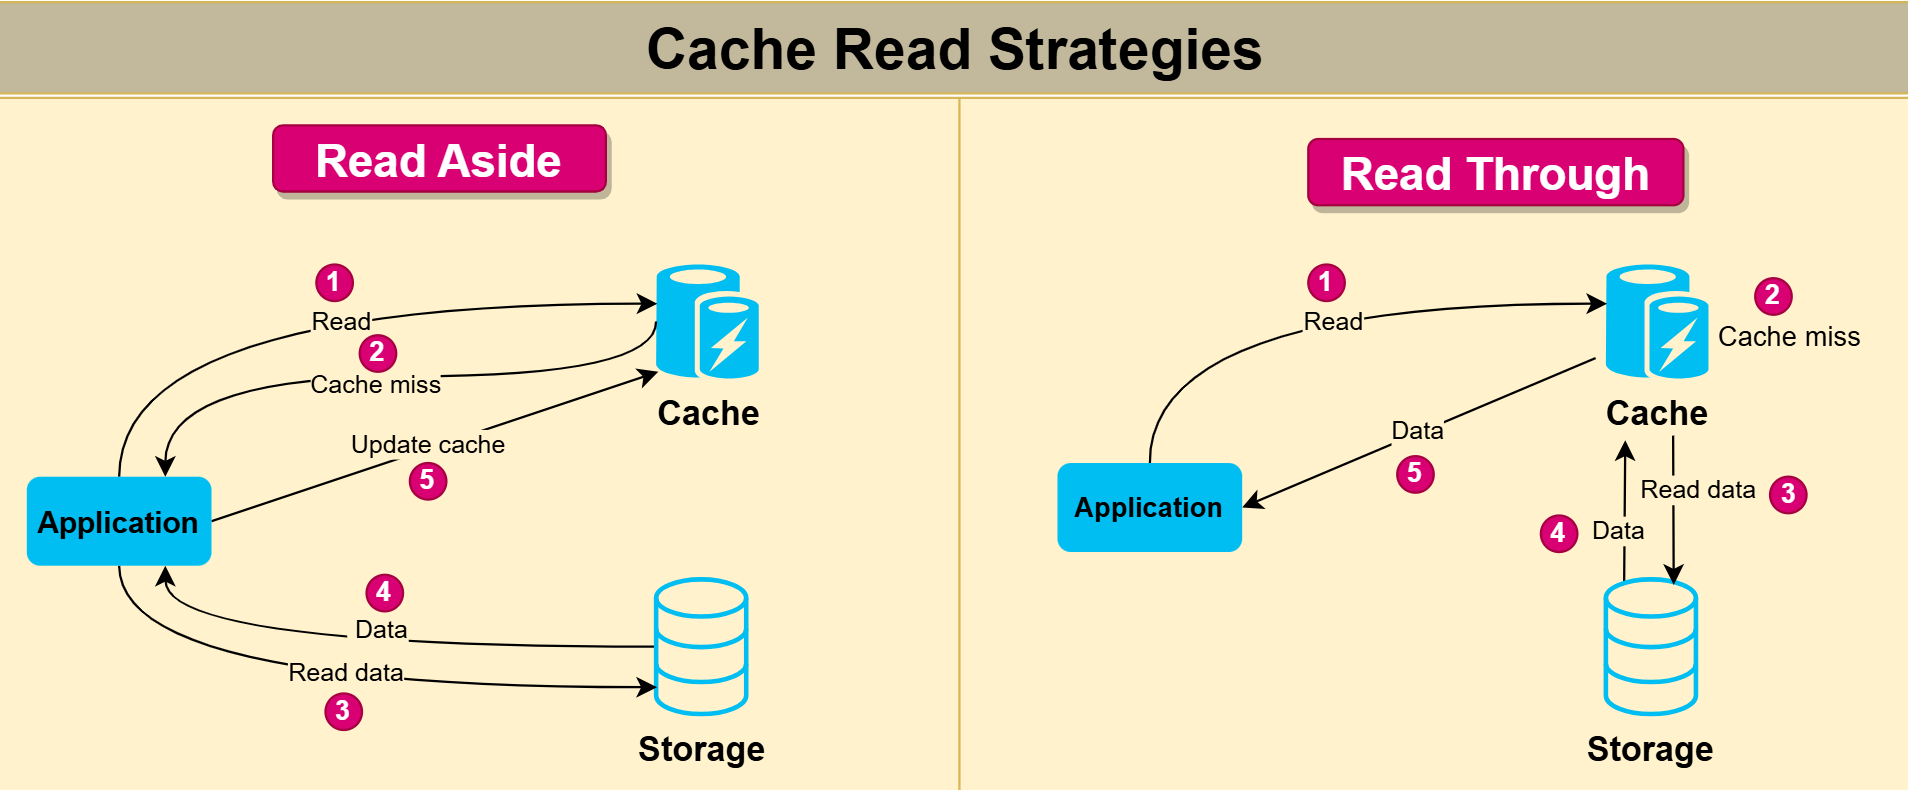 Cache Read Strategies
Read Aside
1
Read
2
Cache miss
Update cache
5
Cache
Application
4
Data
Read data
3
Storage
Read Through
1
Read
2
Cache miss
Cache
Data
5
Application
Read data
3
4
Data
Storage